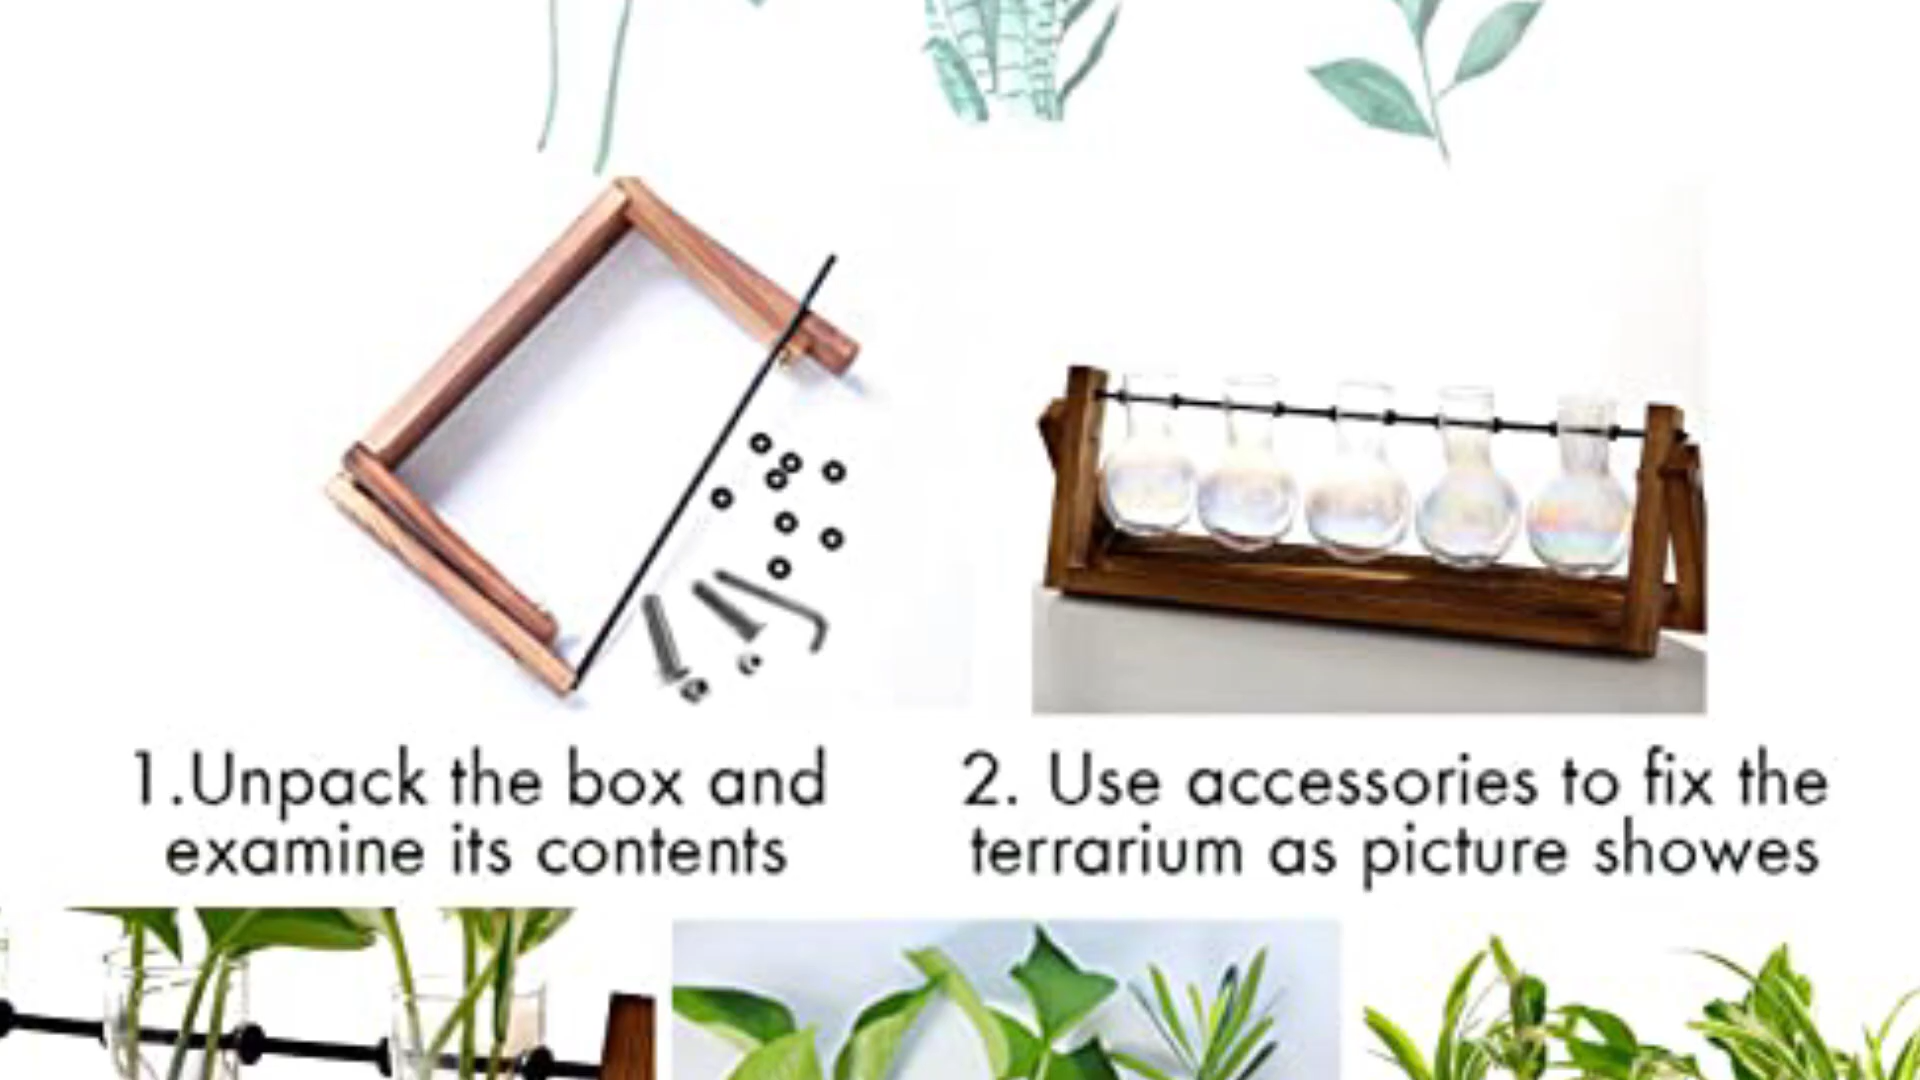 1.Unpack the box and
examine its contents
2. Use accessories to fix the
terrarium as picture showes